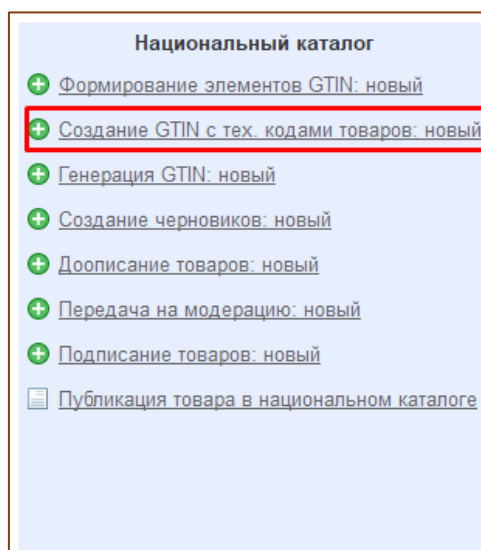 Национальный каталог
Формирование элементов GTIN: новый
Создание GTIN с тех. кодами товаров: новый
Генерация GTIN: новый
Создание черновиков: новый
Доописание товаров: новый
Передача на модерацию: новый
Подписание товаров: новый
Публикация товара в национальном каталоге